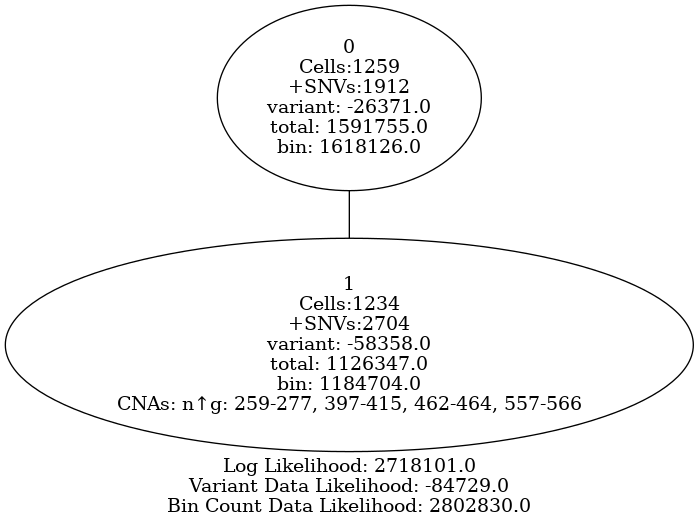 0
Cells:1259
+SNVs:1912
variant: -26371.0
total: 1591755.0
bin: 1618126.0
1
Cells:1234
+SNVs:2704
variant: -58358.0
total: 1126347.0
bin: 1184704.0
CNAs: n↑g: 259-277, 397-415, 462-464, 557-566
Log Likelihood: 2718101.0
Variant Data Likelihood: -84729.0
Bin Count Data Likelihood: 2802830.0